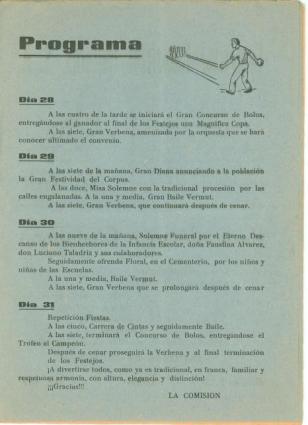 Programa
Día 28
A las cuatro de la tarde se iniciará el Gran Concurso de Bolos,
entregándose al ganador al final de los Festejos una Magnífica Copa.
A las siete, Gran Verbena, amenizada por la orquesta que se hará
conocer ultimado el convenio.
Día 29
A las siete de la mañana, Gran Diana anunciando a la población
la Gran Festividad del Corpus.
A las doce, Misa Solemne con la tradicional procesión por las
calles engalanadas. A la una y media, Gran Baile Vermut.
A las siete, Gran Verbena, que continuará después de cenar.
Día 30
A las nueve de la mañana, Solemne Funeral por el Eterno Des-
canso de los Bienhechores de la Infancia Escolar, doña Faustina Alvarez,
don Luciano Taladriz y sus colaboradores.
Seguidamente ofrenda Floral, en el Cementerio, por los niños y
niñas de las Escuelas.
A la una y media, Baile Vermut.
A las siete, Gran Verbena que se prolongará después de cenar
Día 31
Repetición Fiestas.
A las cinco, Carrera de Cintas y seguidamente Baile.
A las siete, terminará el Concurso de Bolos, entregándose el
Trofeo al Campeón.
Después de cenar proseguirá la Verbena y al final terminación
de los Festejos.
¡A divertirse todos, como ya es tradicional, en franca, familiar y
respetuosa armonía, con altura, elegancia y distinción!
¡¡¡Gracias!!!
LA COMISION